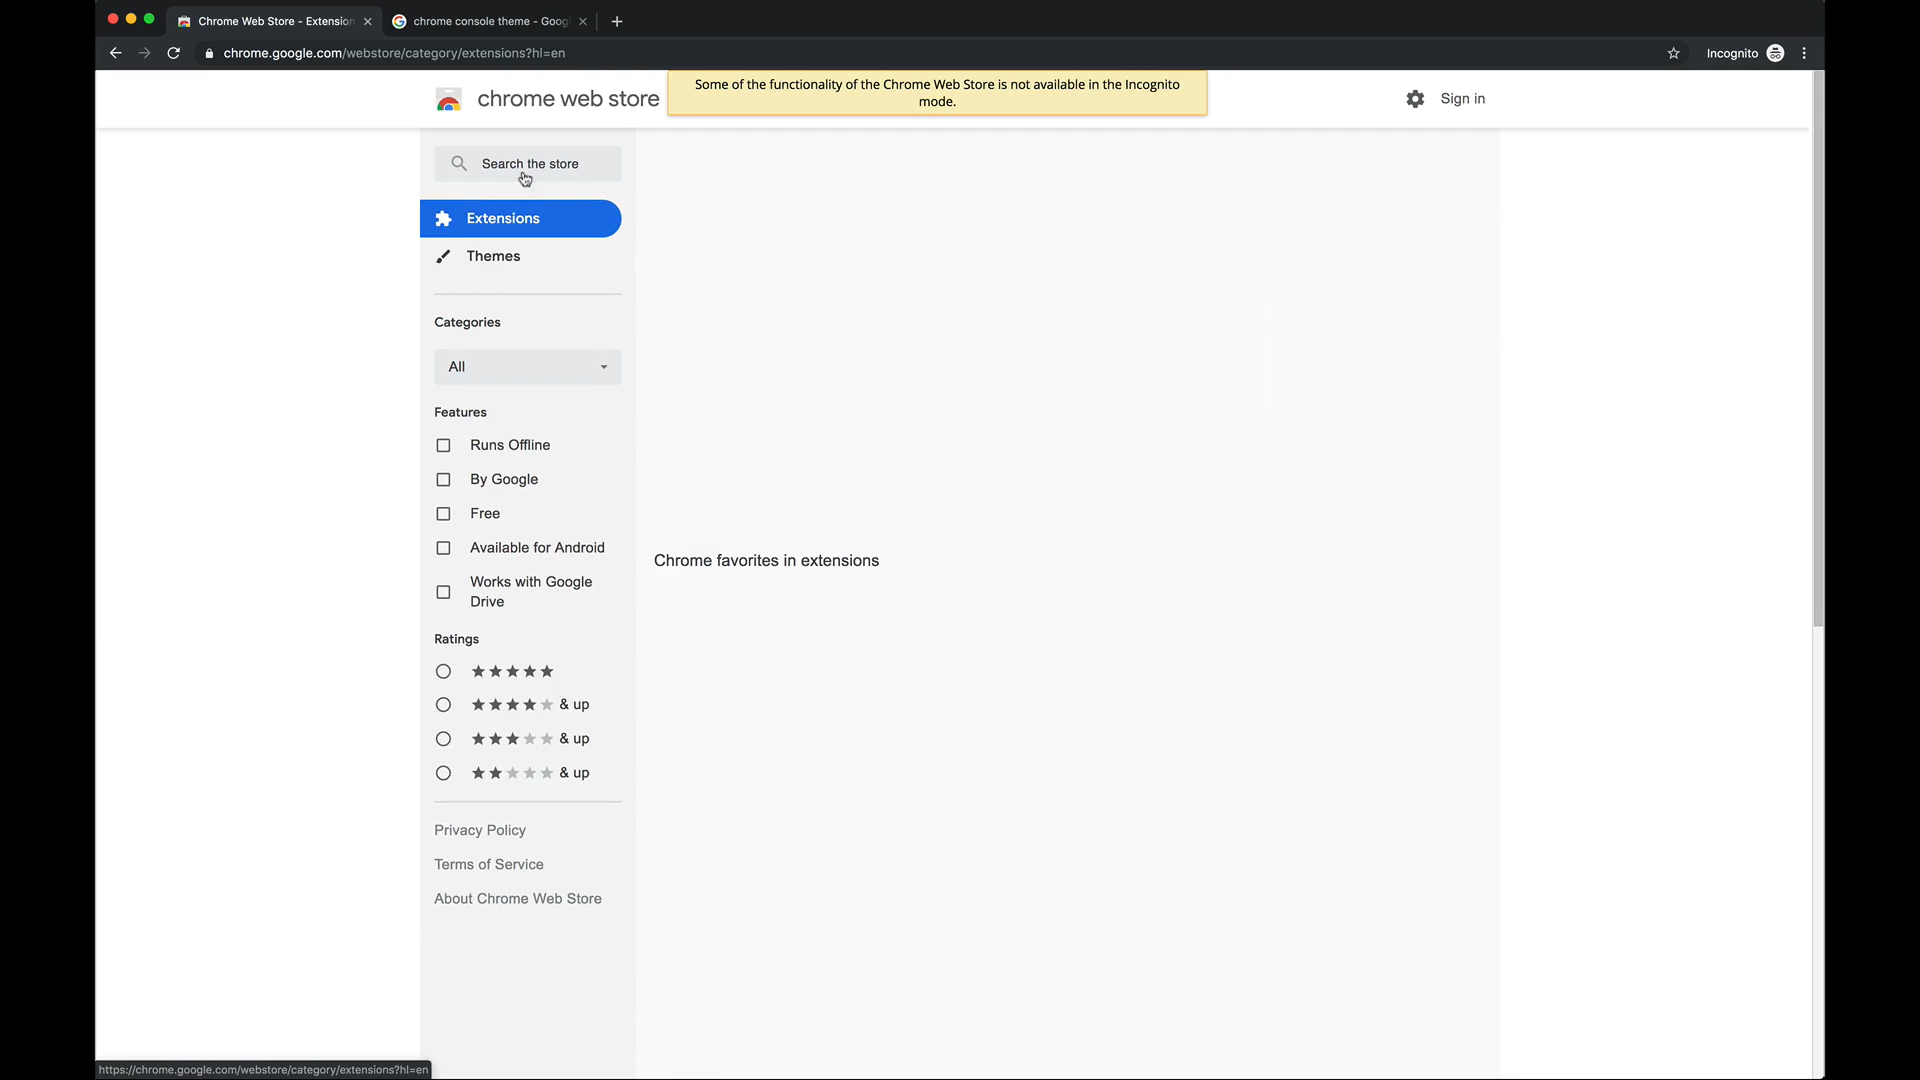 Chrome Web Store - Extension
chrome console theme - Goog
chrome.google.com/webstore/category/extensions?hl=en
Incognito
chrome web store
Some of the functionality of the Chrome Web Store is not available in the Incognito
mode.
Sign in
Search the store
Extensions
Themes
Categories
All
Features
Runs Offline
By Google
Free
Available for Android
Works with Google
Drive
Chrome favorites in extensions
Ratings
& up
& up
& up
Privacy Policy
Terms of Service
About Chrome Web Store
https://chrome.google.com/webstore/category/extensions?hl=en